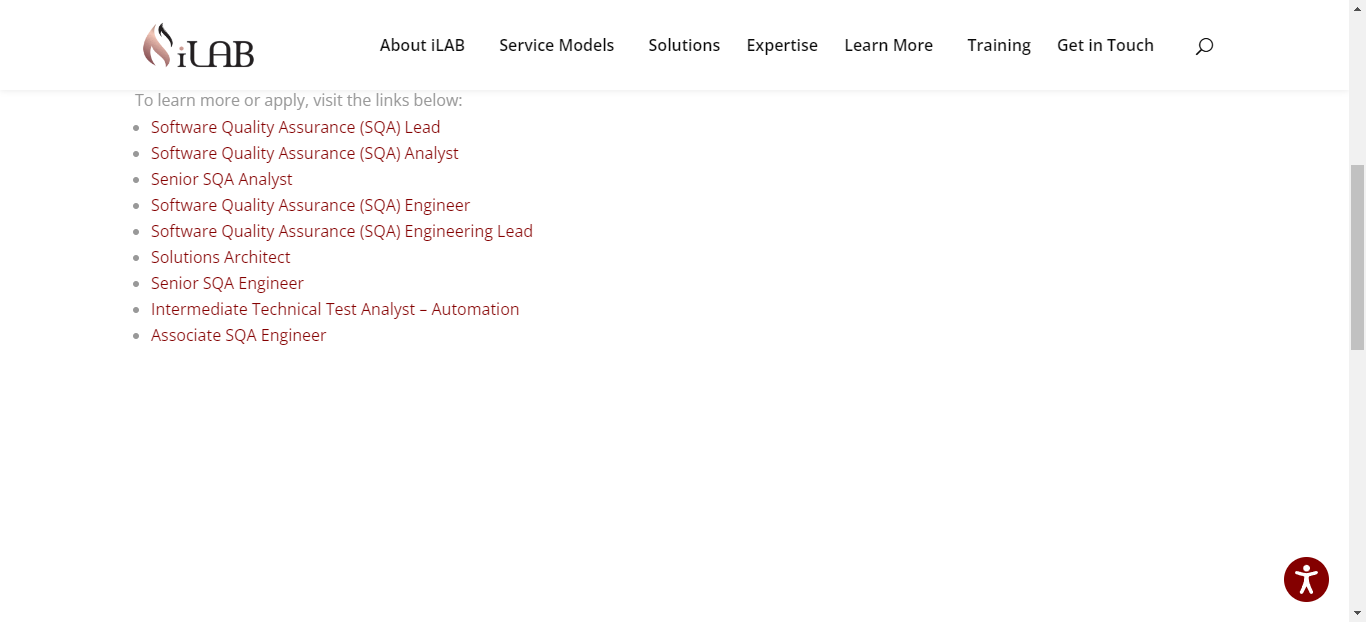 iLAB
About iLAB
Service Models
Solutions
Expertise
Learn More
Training
Get in Touch
To learn more or apply, visit the links below:
Software Quality Assurance (SQA) Lead
Software Quality Assurance (SQA) Analyst
Senior SQA Analyst
Software Quality Assurance (SQA) Engineer
Software Quality Assurance (SQA) Engineering Lead
Solutions Architect
Senior SQA Engineer
Intermediate Technical Test Analyst – Automation
Associate SQA Engineer